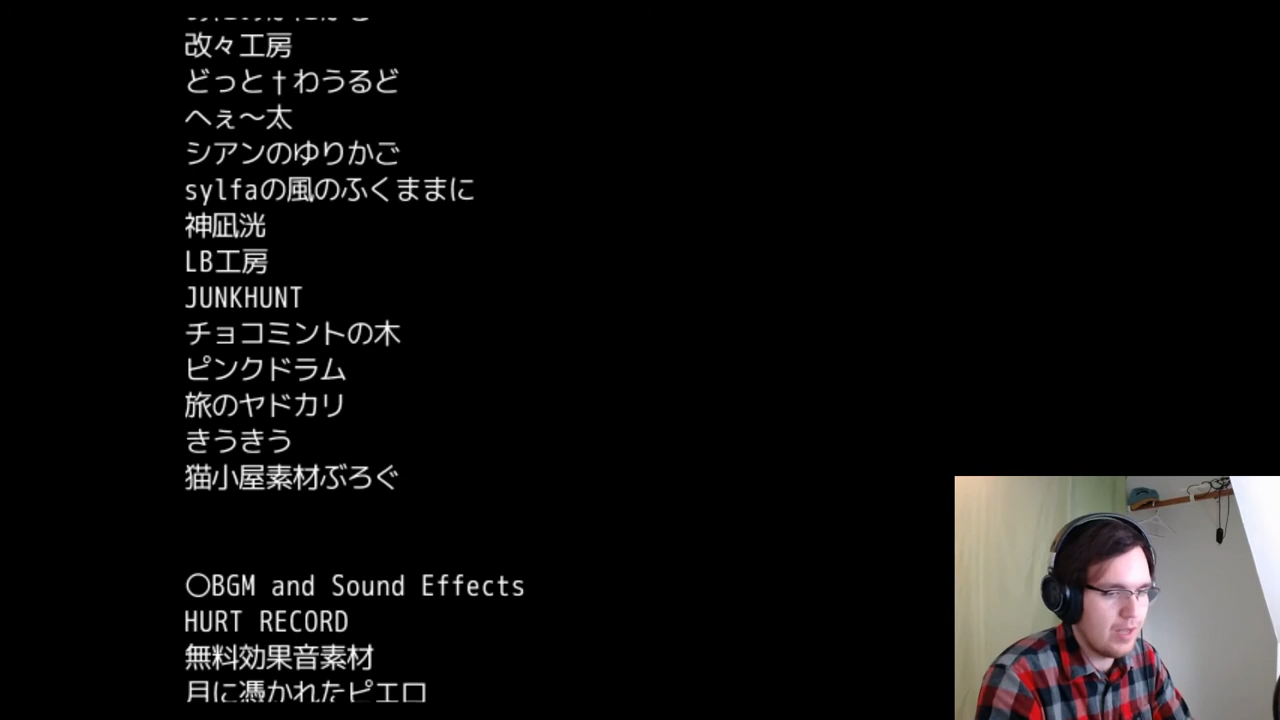 改々工房
どっと†わうるど
へぇ～太
シアンのゆりかご
sylfaの風のふくままに
神凪洸
LB工房
JUNKHUNT
チョコミントの木
ピンクドラム
旅のヤドカリ
きうきう
猫小屋素材ぶろぐ
〇BGM and Sound Effects
HURT RECORD
無料効果音素材
月に憑かれたピエロ